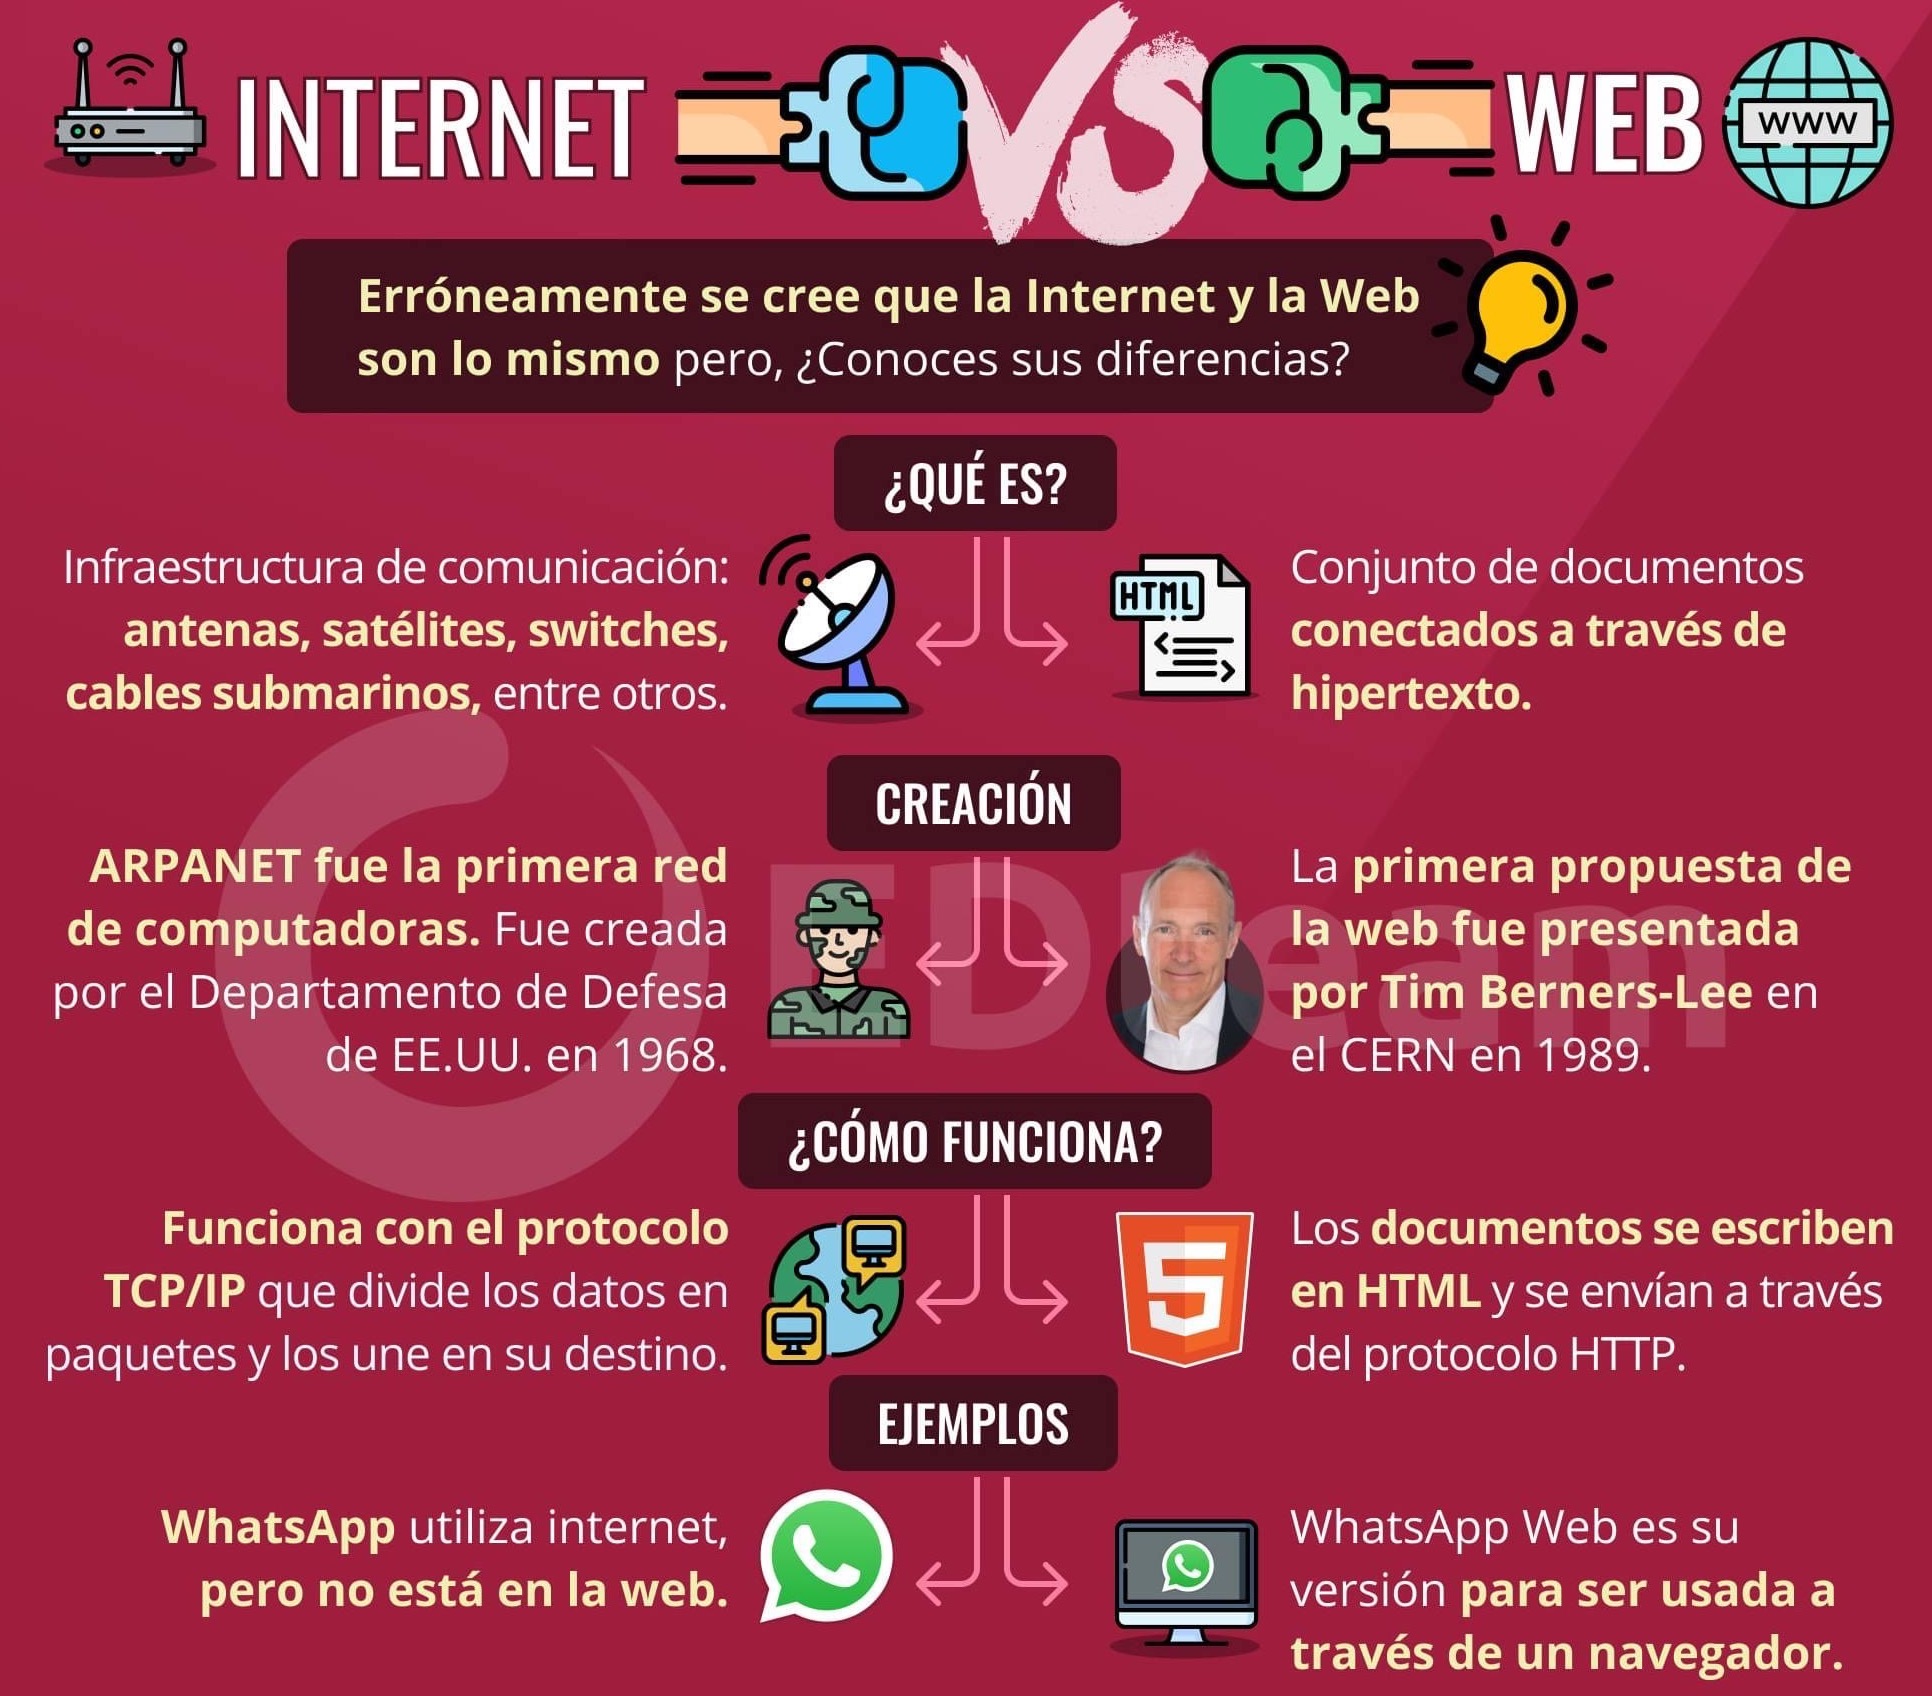 INTERNET VS WEB
WWW
Erróneamente se cree que la Internet y la Web
son lo mismo pero, ¿Conoces sus diferencias?
¿QUÉ ES?
Infraestructura de comunicación:
antenas, satélites, switches,
cables submarinos, entre otros.
HTML
Conjunto de documentos
conectados a través de
hipertexto.
CREACIÓN
ARPANET fue la primera red
de computadoras. Fue creada
por el Departamento de Defesa
de EE.UU. en 1968.
La primera propuesta de
la web fue presentada
por Tim Berners-Lee en
el CERN en 1989.
EDteam
¿CÓMO FUNCIONA?
Funciona con el protocolo
TCP/IP que divide los datos en
paquetes y los une en su destino.
5
Los documentos se escriben
en HTML y se envían a través
del protocolo HTTP.
EJEMPLOS
WhatsApp utiliza internet,
pero no está en la web.
WhatsApp Web es su
versión para ser usada a
través de un navegador.